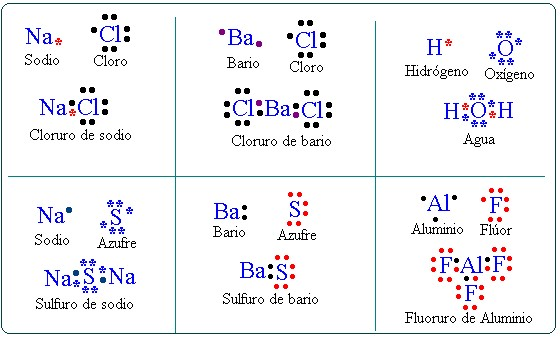 Na Cl
Sodio Cloro
Na Cl
Cloruro de sodio
Ba Cl
Bario Cloro
Cl Ba Cl
Cloruro de bario
H O
Hidrógeno Oxígeno
H O H
Agua
Na S
Sodio Azufre
Na S Na
Sulfuro de sodio
Ba S
Bario Azufre
Ba S
Sulfuro de bario
Al F
Aluminio Flúor
F Al F
F
Fluoruro de Aluminio